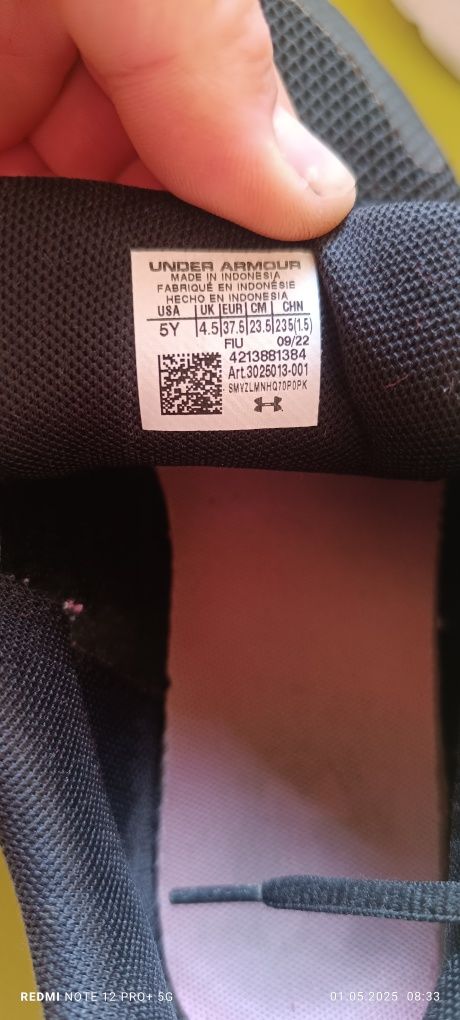 UNDER ARMOUR
MADE IN INDONESIA
FABRIQUÉ EN INDONÉSIE
HECHO EN INDONESIA
USA UK EUR CM CHN
5Y 4.5 37.5 23.5 235(1.5)
FIU 09/22
4213881384
Art.3025013-001
SMVZLMNHQ70P0PK
REDMI NOTE 12 PRO+ 5G 01.05.2025 08:33